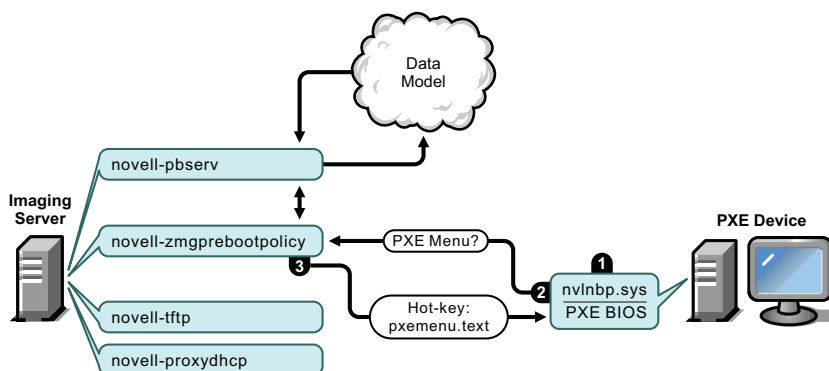 Data
Model
novell-pbserv
Imaging
Server
PXE Device
novell-zmgprebootpolicy
PXE Menu?
1
3
2
nvlnbp.sys
PXE BIOS
Hot-key:
pxemenu.text
novell-tftp
novell-proxydhcp